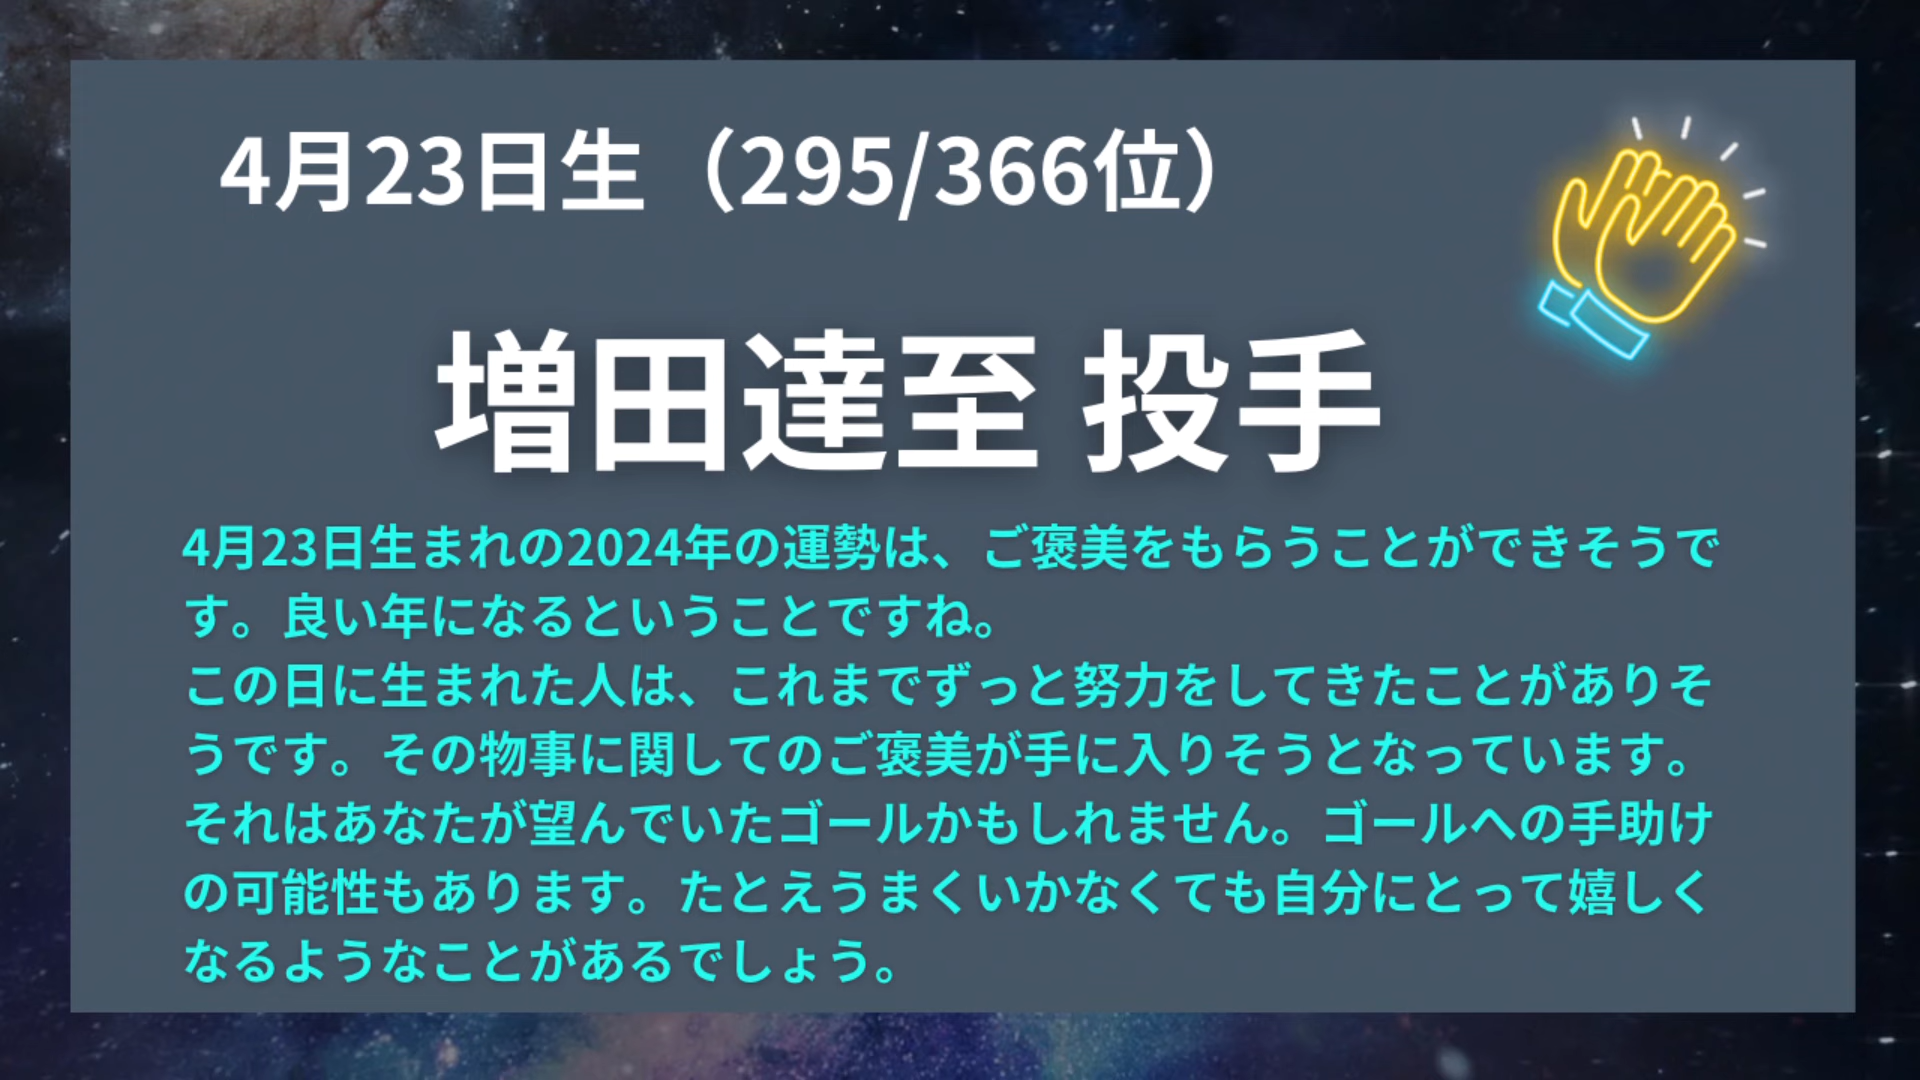 4月23日生（295/366位）
増田達至 投手
4月23日生まれの2024年の運勢は、ご褒美をもらうことができそうで
す。良い年になるということですね。
この日に生まれた人は、これまでずっと努力をしてきたことがありそ
うです。その物事に関してのご褒美が手に入りそうとなっています。
それはあなたが望んでいたゴールかもしれません。ゴールへの手助け
の可能性もあります。たとえうまくいかなくても自分にとって嬉しく
なるようなことがあるでしょう。